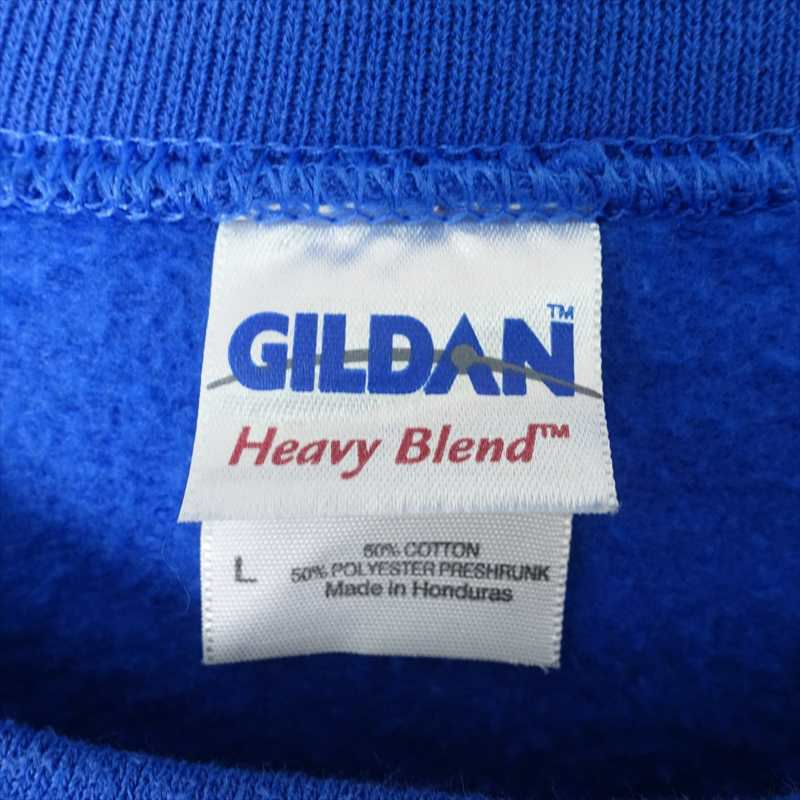 GILDAN™
Heavy Blend™
L
50% COTTON
50% POLYESTER PRESHRUNK
Made in Honduras